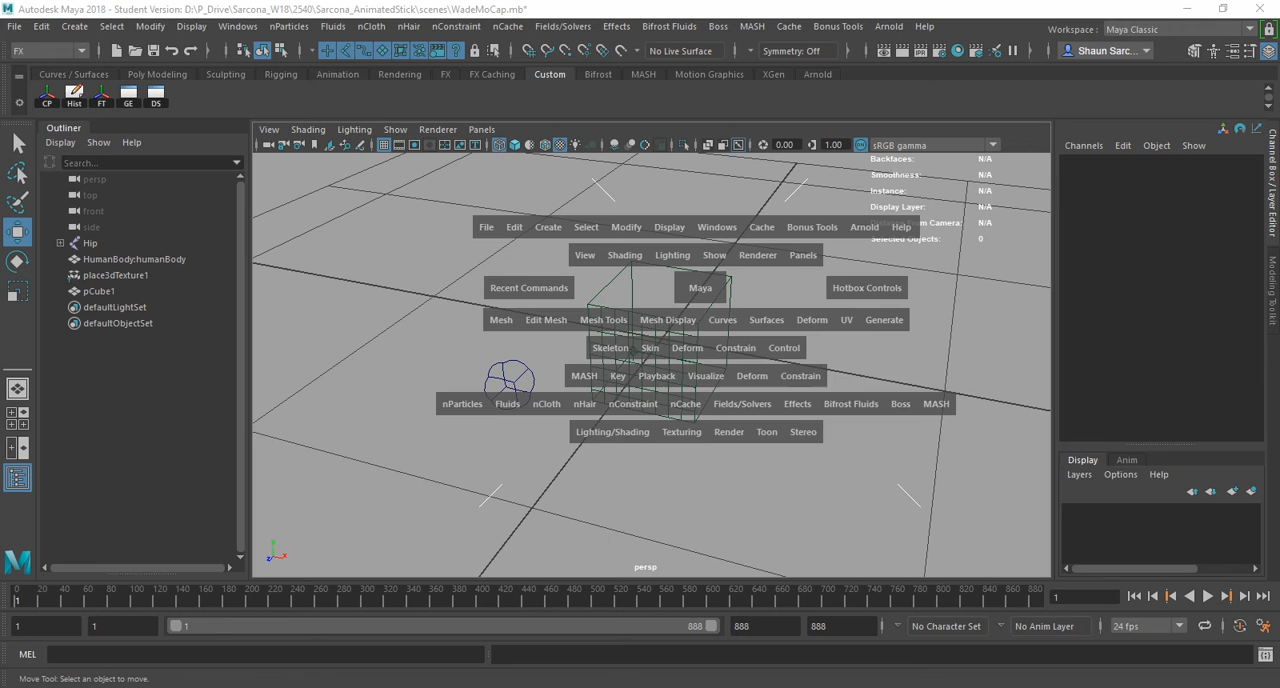 Autodesk Maya 2018 - Student Version: D:\P_Drive\Sarcona_W18\2540\Sarcona_AnimatedStick\scenes\WadeMoCap.mb*
File Edit Create Select Modify Display Windows nParticles Fluids nCloth nHair nConstraint nCache Fields/Solvers Effects Bifrost Fluids Boss MASH Cache Bonus Tools Arnold Help
Workspace: Maya Classic
FX No Live Surface Symmetry: Off Shaun Sarc...
Curves / Surfaces Poly Modeling Sculpting Rigging Animation Rendering FX FX Caching Custom Bifrost MASH Motion Graphics XGen Arnold
CP Hist FT GE DS
Outliner
Display Show Help
Search...
persp
top
front
side
Hip
HumanBody:humanBody
place3dTexture1
pCube1
defaultLightSet
defaultObjectSet
View Shading Lighting Show Renderer Panels
0.00 1.00 sRGB gamma
Backfaces: N/A
Smoothness: N/A
Instance: N/A
Display Layer: N/A
N/A
Selected Objects: 0
File Edit Create Select Modify Display Windows Cache Bonus Tools Arnold Help
View Shading Lighting Show Renderer Panels
Recent Commands Maya Hotbox Controls
Mesh Edit Mesh Mesh Tools Mesh Display Curves Surfaces Deform UV Generate
Skeleton Skin Deform Constrain Control
MASH Key Playback Visualize Deform Constrain
nParticles Fluids nCloth nHair nConstraint nCache Fields/Solvers Effects Bifrost Fluids Boss MASH
Lighting/Shading Texturing Render Toon Stereo
y
z x
persp
Channels Edit Object Show
Channel Box / Layer Editor
Modeling Toolkit
Display Anim
Layers Options Help
0 20 40 60 80 100 120 140 160 180 200 220 240 260 280 300 320 340 360 380 400 420 440 460 480 500 520 540 560 580 600 620 640 660 680 700 720 740 760 780 800 820 840 860 880
1 1
1 1 1 888 888 888 No Character Set No Anim Layer 24 fps
MEL
Move Tool: Select an object to move.